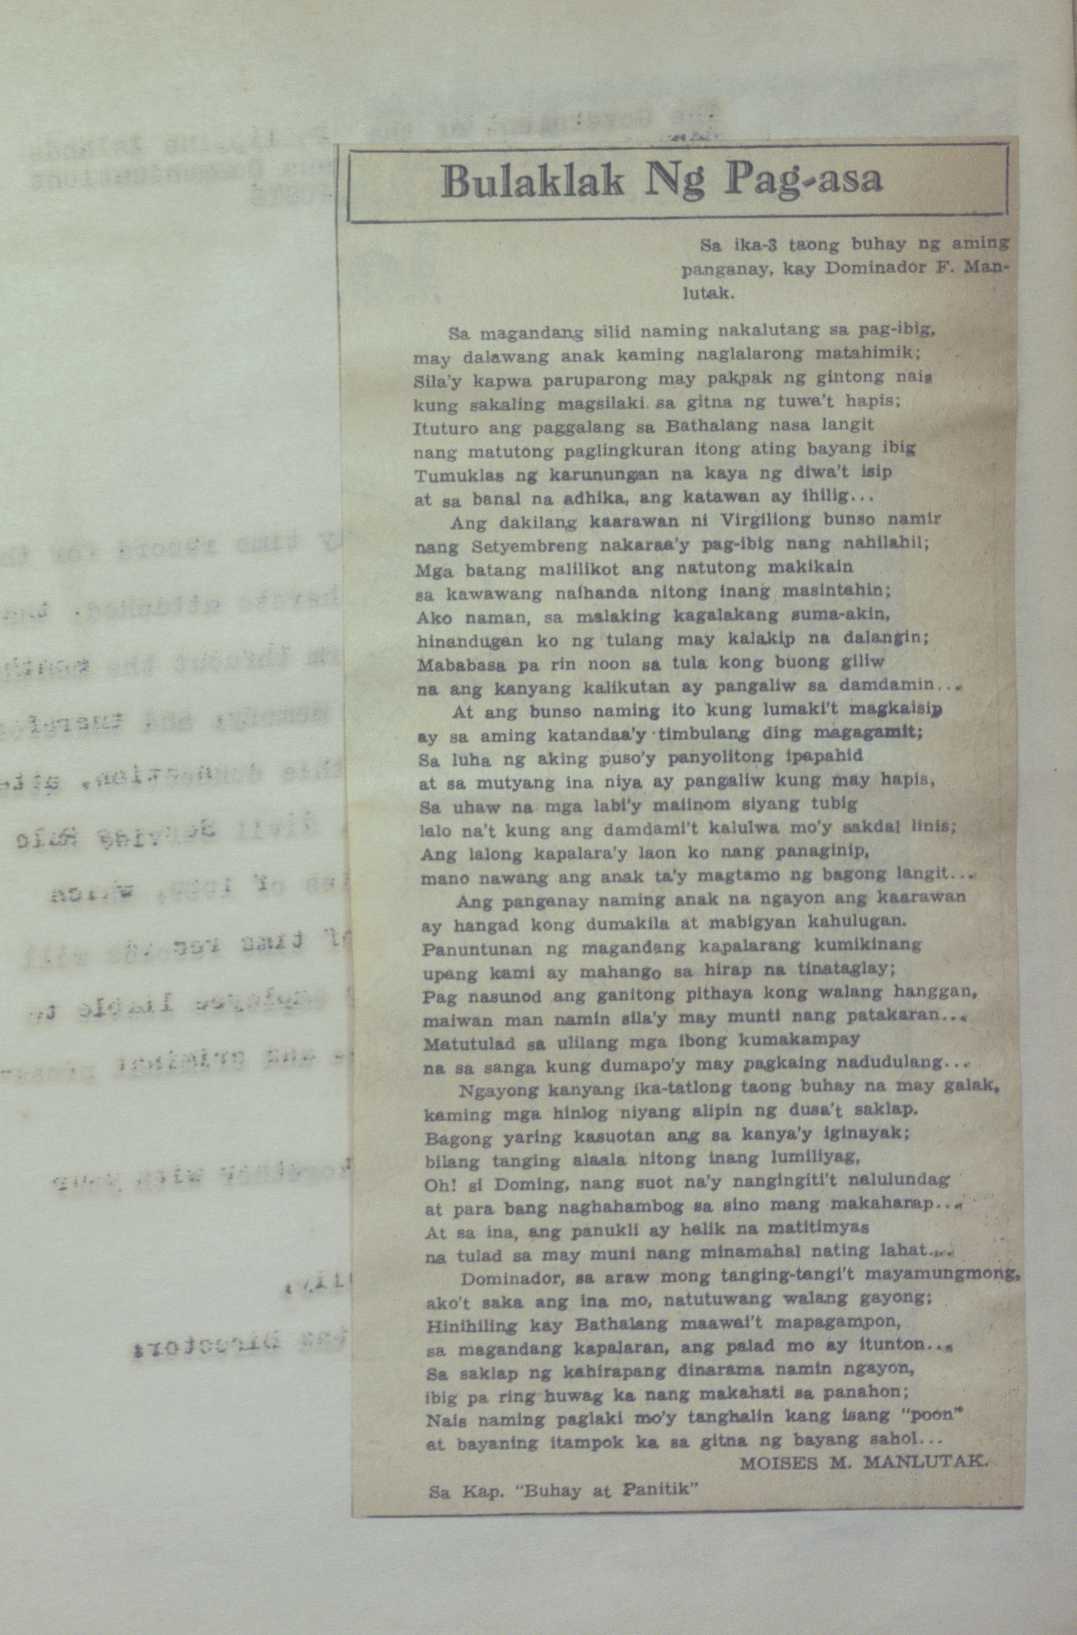 Bulaklak Ng Pag-asa
Sa ika-3 taong buhay ng aming
panganay, kay Dominador F. Man-
lutak.
Sa magandang silid naming nakalutang sa pag-ibig,
may dalawang anak kaming naglalarong matahimik;
Sila'y kapwa paruparong may pakpak ng gintong nais
kung sakaling magsilaki sa gitna ng tuwa't hapis;
Ituturo ang paggalang sa Bathalang nasa langit
nang matutong paglingkuran itong ating bayang ibig
Tumuklas ng karunungan na kaya ng diwa't isip
at sa banal na adhika, ang katawan ay ihilig...
Ang dakilang kaarawan ni Virgiliong bunso namin
nang Setyembreng nakaraa'y pag-ibig nang nahilahil;
Mga batang malilikot ang natutong makikain
sa kawawang naihanda nitong inang masintahin;
Ako naman, sa malaking kagalakang suma-akin,
hinandugan ko ng tulang may kalakip na dalangin;
Mababasa pa rin noon sa tula kong buong giliw
na ang kanyang kalikutan ay pangaliw sa damdamin...
At ang bunso naming ito kung lumaki't magkaisip
ay sa aming katandaa'y timbulang ding magagamit;
Sa luha ng aking puso'y panyolitong ipapahid
at sa mutyang ina niya ay pangaliw kung may hapis,
Sa uhaw na mga labi'y maiinom siyang tubig
lalo na't kung ang damdami't kalulwa mo'y sakdal linis;
Ang lalong kapalara'y laon ko nang panaginip,
mano nawang ang anak ta'y magtamo ng bagong langit...
Ang panganay naming anak na ngayon ang kaarawan
ay hangad kong dumakila at mabigyan kahulugan.
Panuntunan ng magandang kapalarang kumikinang
upang kami ay mahango sa hirap na tinataglay;
Pag nasunod ang ganitong pithaya kong walang hanggan,
maiwan man namin sila'y may munti nang patakaran...
Matutulad sa ulilang mga ibong kumakampay
na sa sanga kung dumapo'y may pagkaing nadudulang...
Ngayong kanyang ika-tatlong taong buhay na may galak,
kaming mga hinlog niyang alipin ng dusa't saklap.
Bagong yaring kasuotan ang sa kanya'y iginayak;
bilang tanging alaala nitong inang lumiliyag,
Oh! si Doming, nang suot na'y nangingiti't nalulundag
at para bang naghahambog sa sino mang makaharap...
At sa ina, ang panukli ay halik na matitimyas
na tulad sa may muni nang minamahal nating lahat...
Dominador, sa araw mong tanging-tangi't mayamungmong,
ako't saka ang ina mo, natutuwang walang gayong;
Hinihiling kay Bathalang maawai't mapagampon,
sa magandang kapalaran, ang palad mo ay itunton...
Sa saklap ng kahirapang dinarama namin ngayon,
ibig pa ring huwag ka nang makahati sa panahon;
Nais naming paglaki mo'y tanghalin kang isang "poon"
at bayaning itampok ka sa gitna ng bayang sahol...
MOISES M. MANLUTAK.
Sa Kap. "Buhay at Panitik"